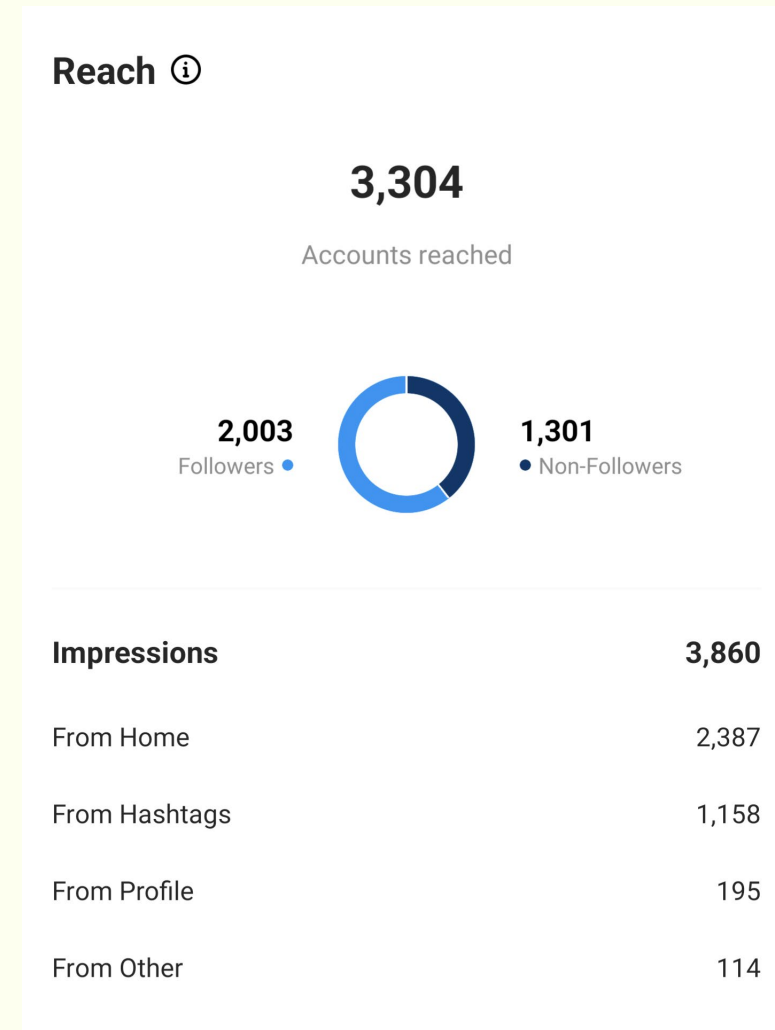 Reach
3,304
Accounts reached
2,003
Followers
1,301
Non-Followers
Impressions 3,860
From Home 2,387
From Hashtags 1,158
From Profile 195
From Other 114